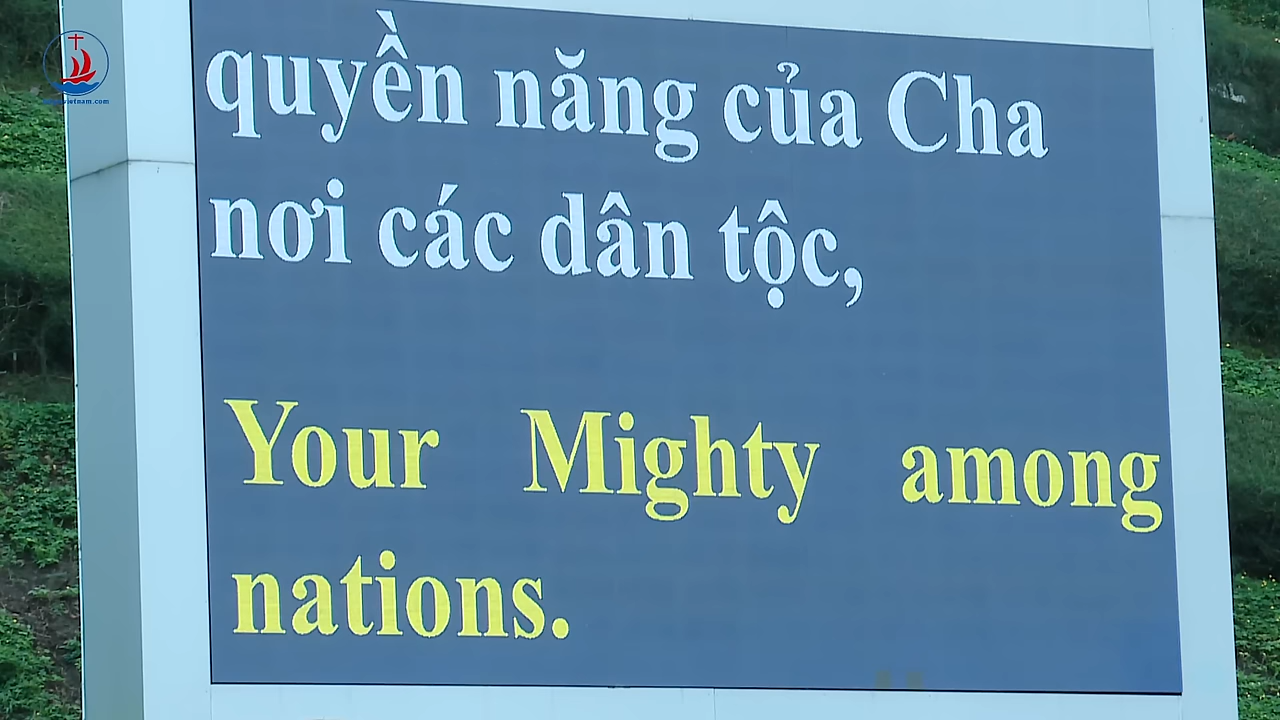 quyền năng của Cha
nơi các dân tộc,
Your Mighty among
nations.